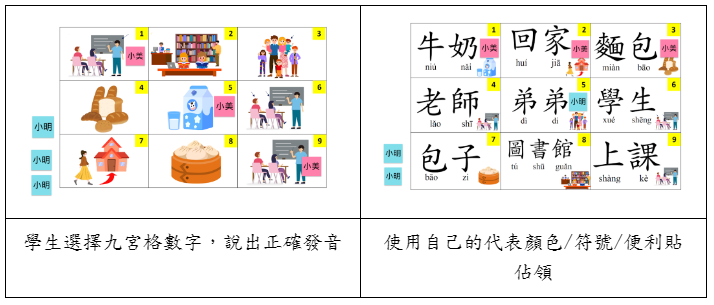 1 2 3
小美
4 5 6
小美
小明
7 8 9
小明
小美
小明
1 2 3
牛奶 回家 麵包
小美 小美 小美
niú nǎi huí jiā miàn bāo
4 5 6
老師 弟弟 學生
小明
lǎo shī dì di xué shēng
7 8 9
包子 圖書館 上課
小明
bāo zi tú shū guǎn shàng kè
小明
學生選擇九宮格數字，說出正確發音
使用自己的代表顏色/符號/便利貼
佔領